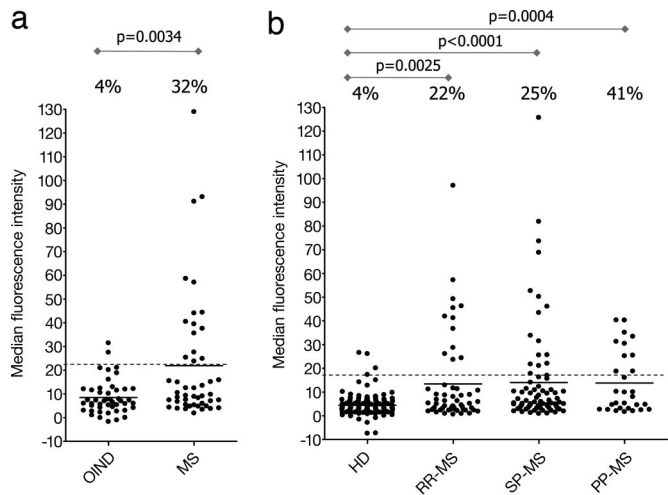 a
p=0.0034
4% 32%
Median fluorescence intensity
130
120
110
100
90
80
70
60
50
40
30
20
10
0
-10
OIND MS
b
p=0.0004
p<0.0001
p=0.0025
4% 22% 25% 41%
Median fluorescence intensity
130
120
110
100
90
80
70
60
50
40
30
20
10
0
-10
HD RR-MS SP-MS PP-MS